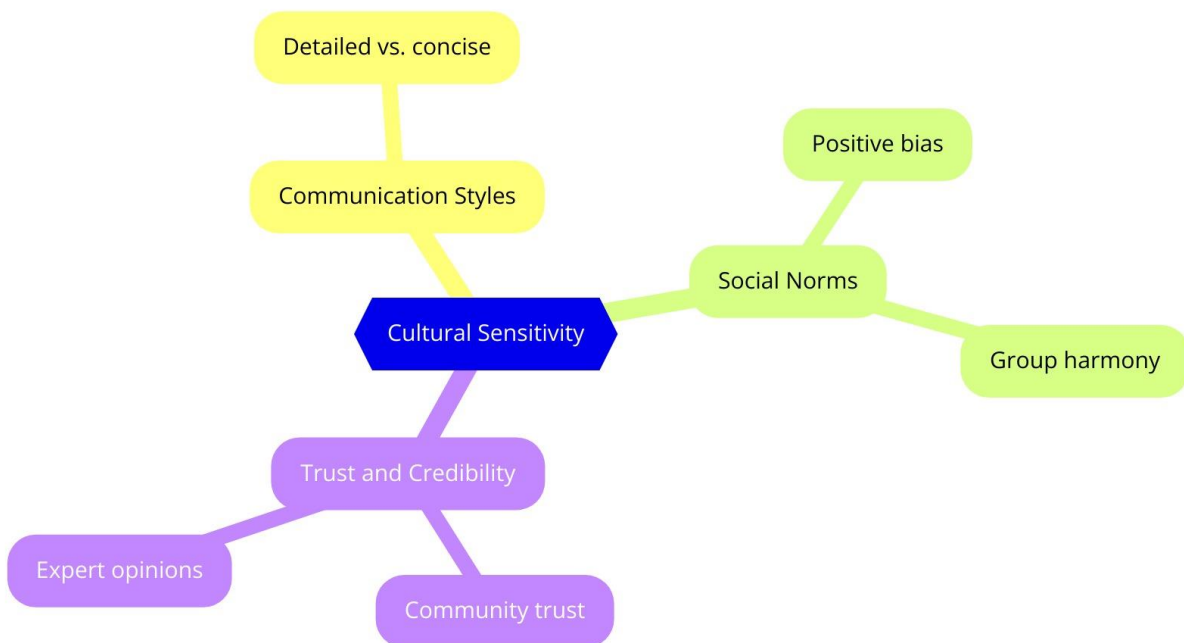 Detailed vs. concise
Positive bias
Communication Styles
Social Norms
Cultural Sensitivity
Group harmony
Trust and Credibility
Expert opinions
Community trust